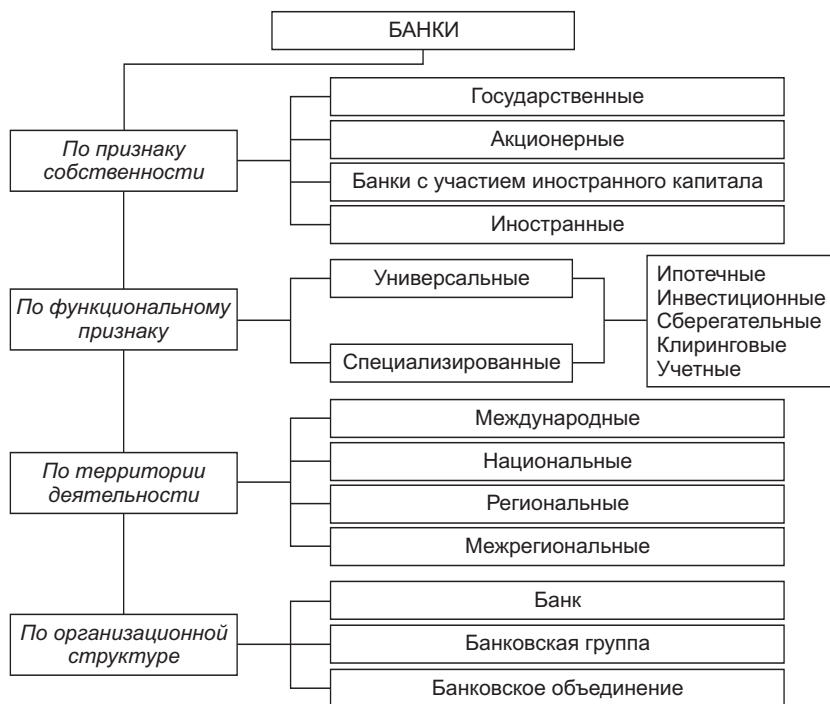 БАНКИ
По признаку
собственности
Государственные
Акционерные
Банки с участием иностранного капитала
Иностранные
По функциональному
признаку
Универсальные
Специализированные
Ипотечные
Инвестиционные
Сберегательные
Клиринговые
Учетные
По территории
деятельности
Международные
Национальные
Региональные
Межрегиональные
По организационной
структуре
Банк
Банковская группа
Банковское объединение